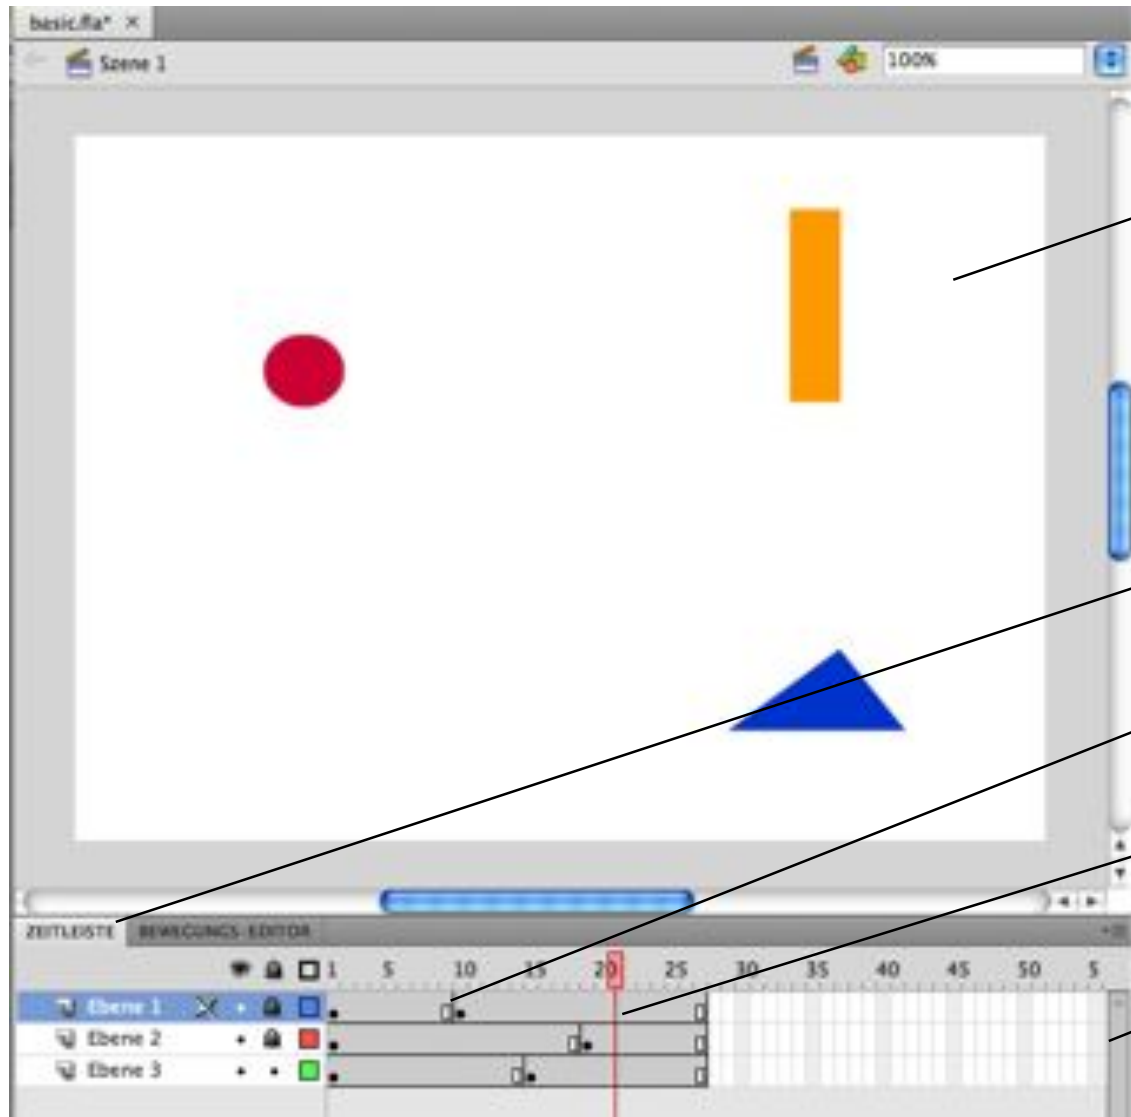 basic.fla* ×
Szene 1
100%
ZEITLEISTE BEWEGUNGS-EDITOR
1 5 10 15 20 25 30 35 40 45 50 5
Ebene 1
Ebene 2
Ebene 3